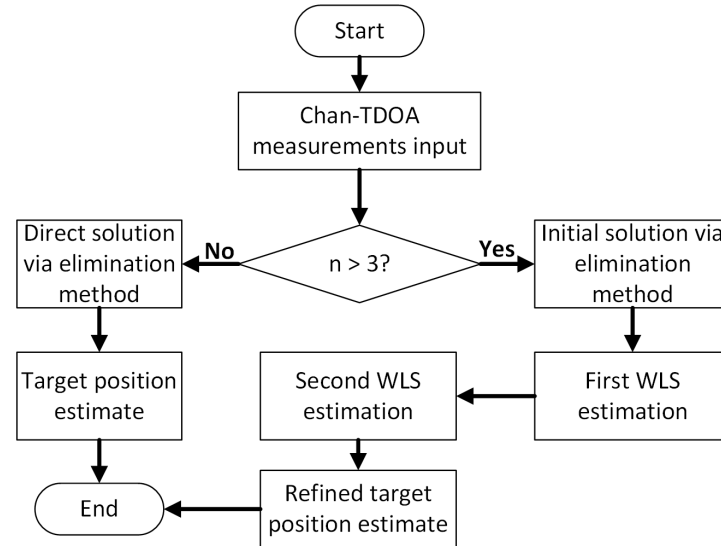 Start
Chan-TDOA
measurements input
n > 3?
No
Yes
Direct solution
via elimination
method
Initial solution via
elimination
method
Target position
estimate
Second WLS
estimation
First WLS
estimation
End
Refined target
position estimate